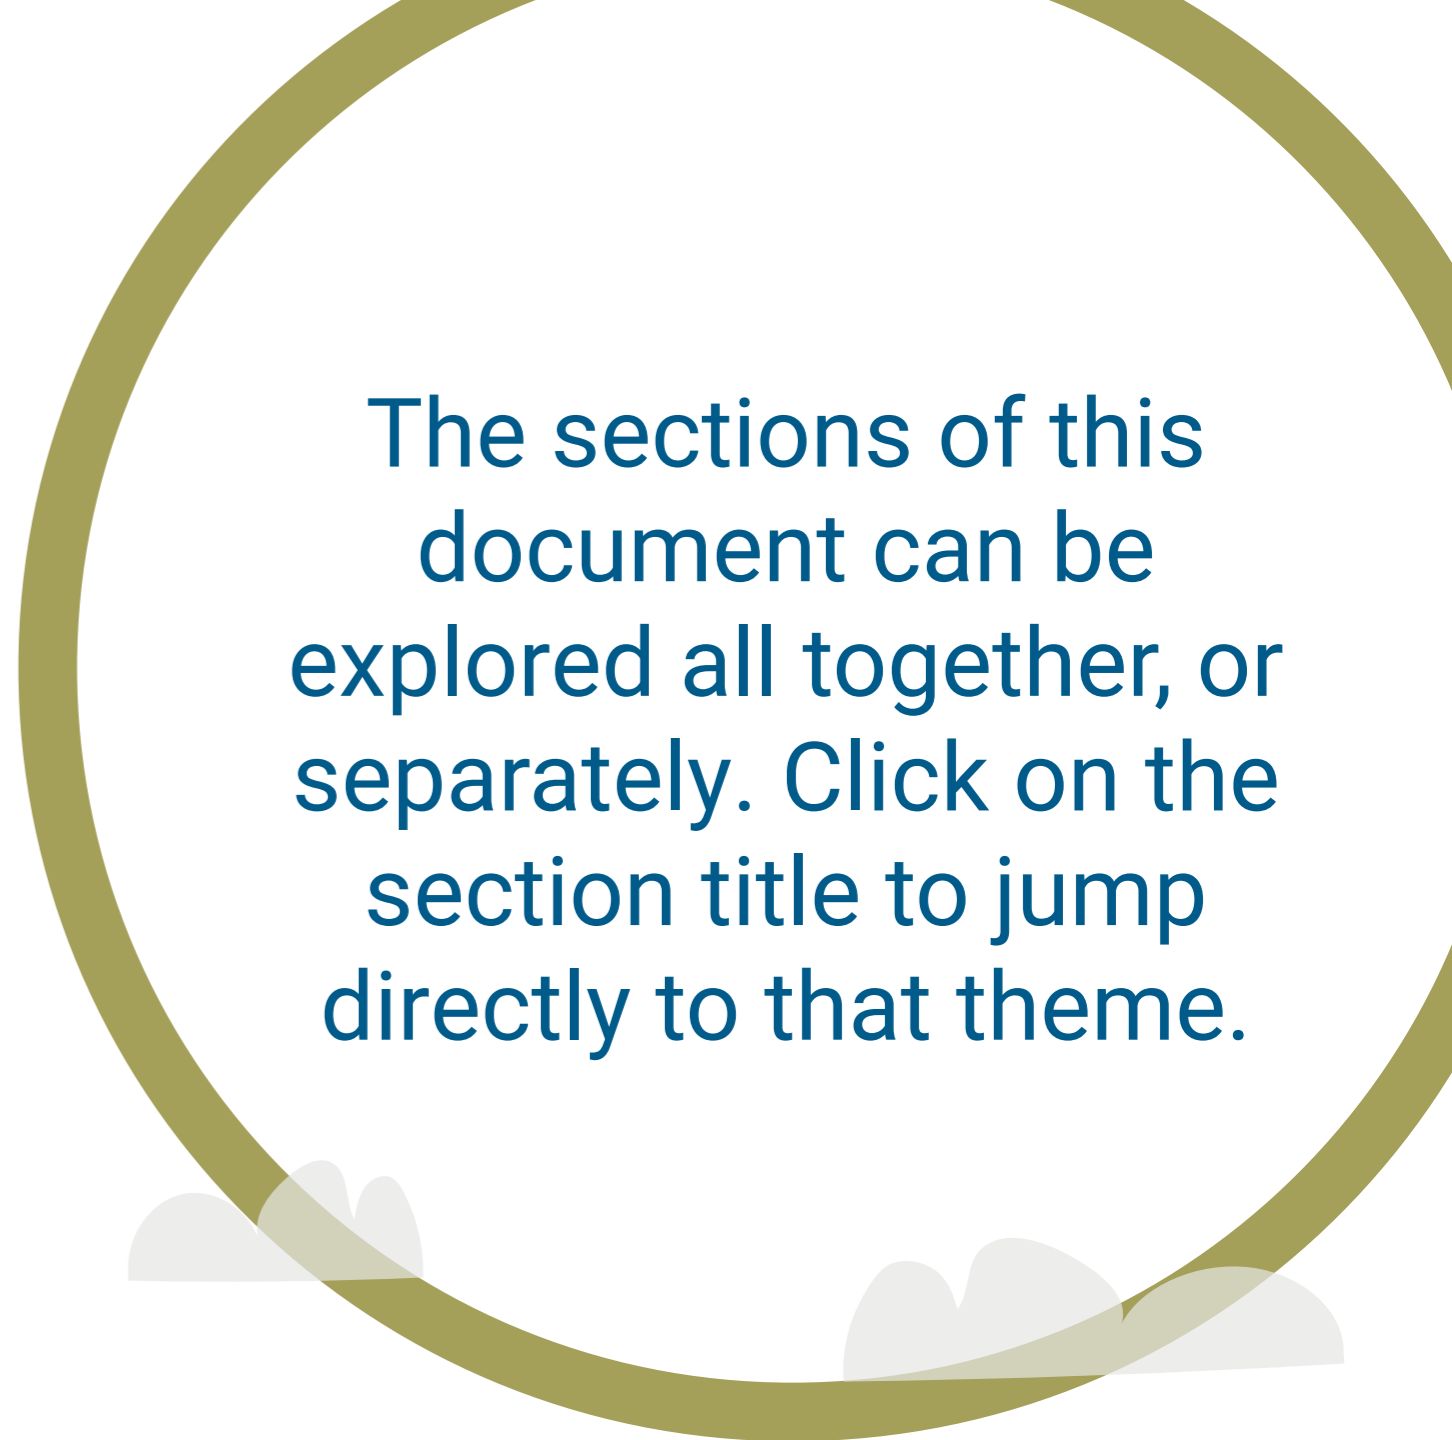 The sections of this
document can be
explored all together, or
separately. Click on the
section title to jump
directly to that theme.